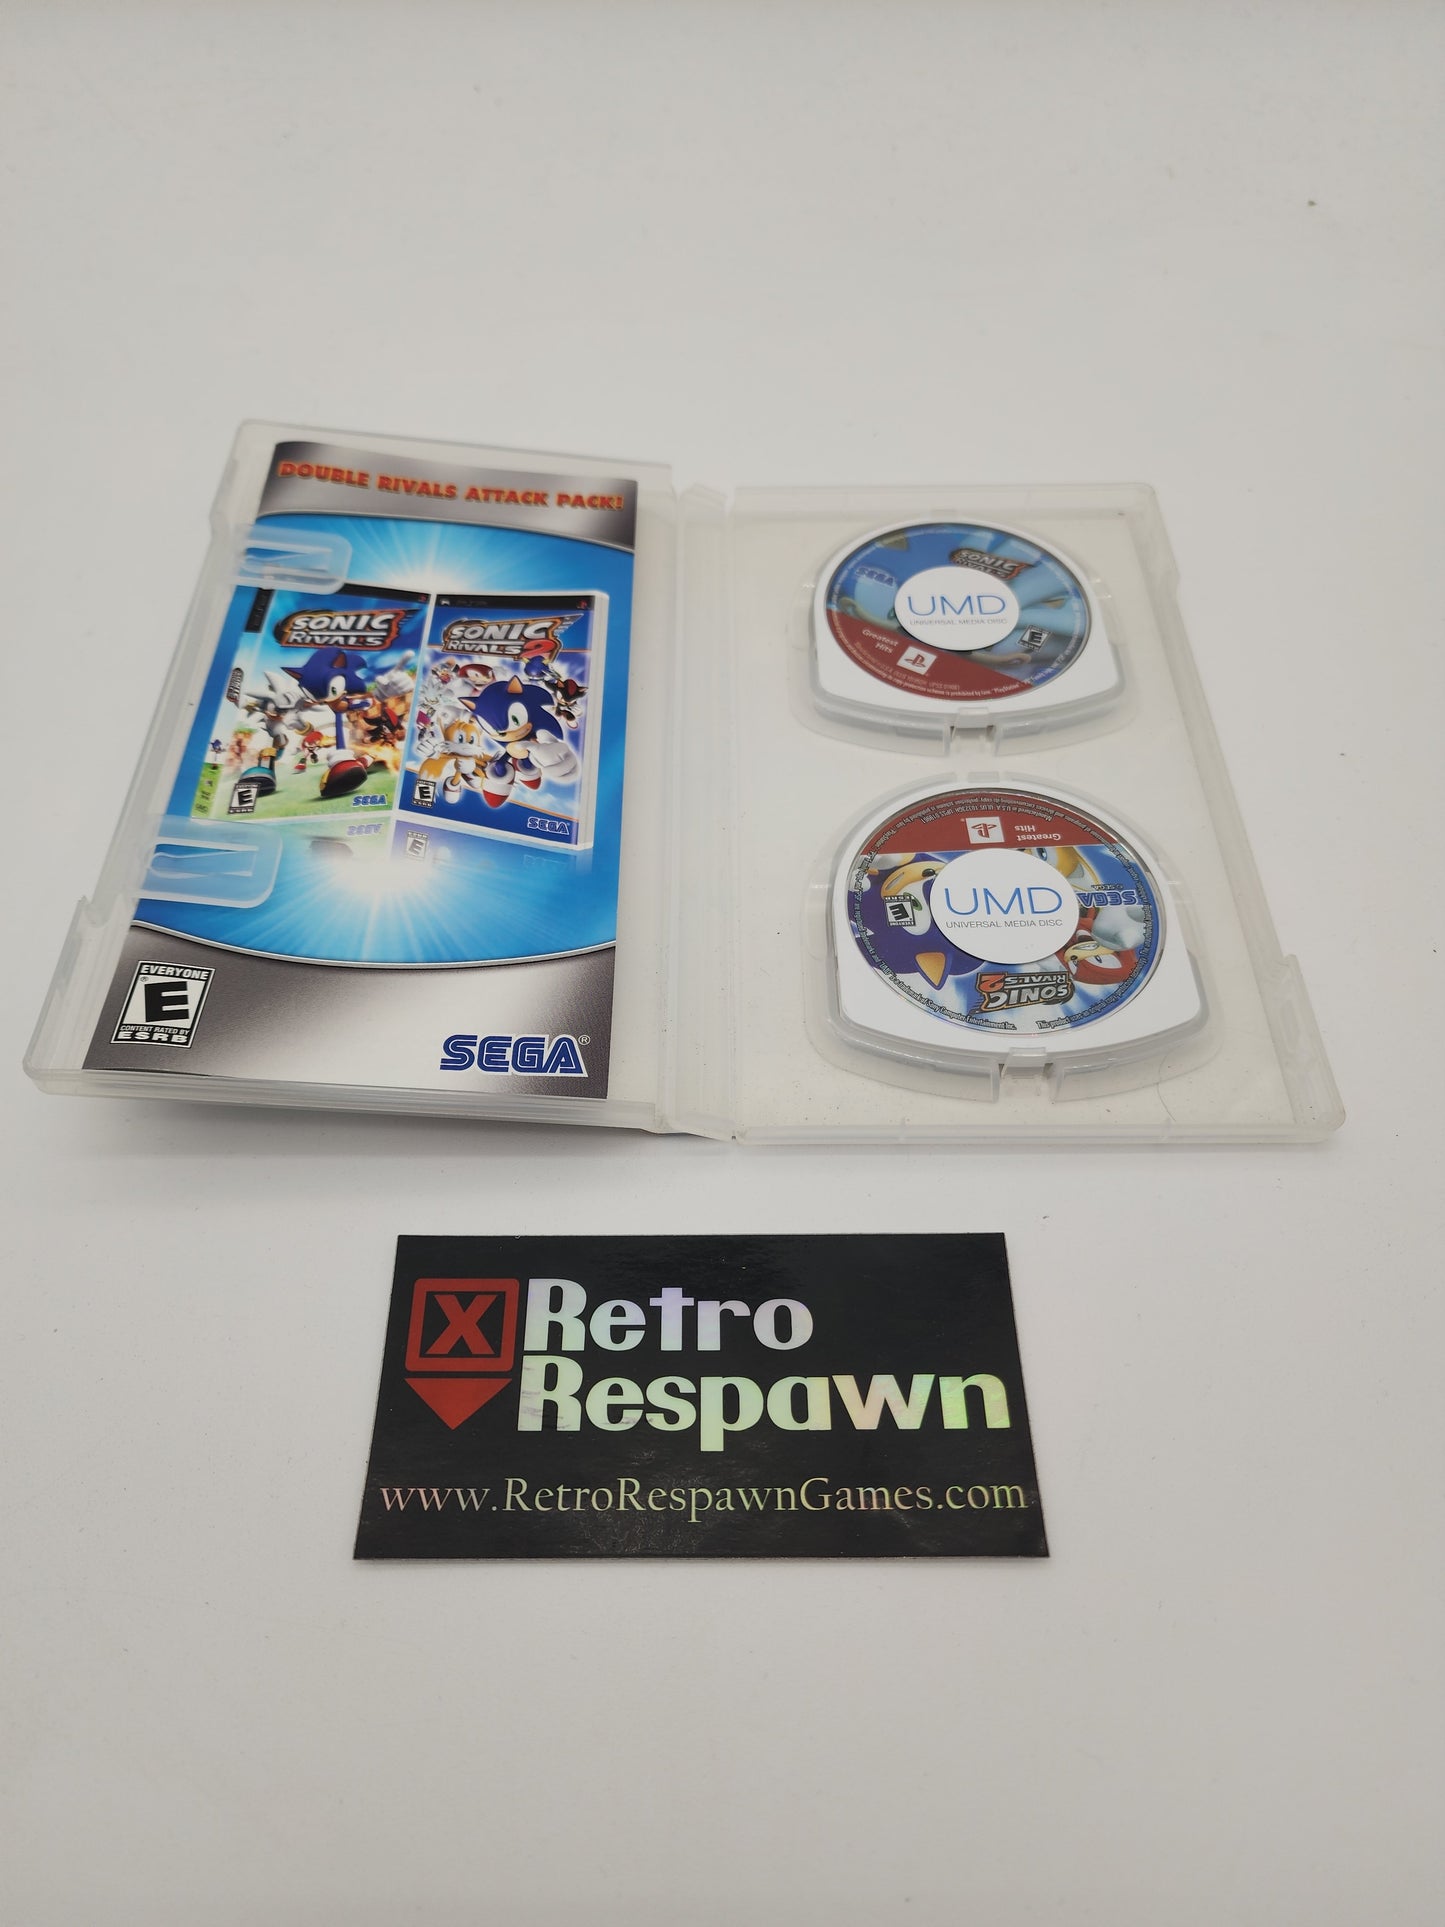 DOUBLE RIVALS ATTACK PACK!
SONIC
RIVALS
SEGA
SONIC
RIVALS 2
SEGA
EVERYONE
E
CONTENT RATED BY
ESRB
SEGA®
SONIC
RIVALS
SEGA
UMD
UNIVERSAL MEDIA DISC
E
Greatest
Hits
Greatest
Hits
SEGA
E
UMD
UNIVERSAL MEDIA DISC
SONIC
RIVALS
2
X Retro
Respawn
www.RetroRespawnGames.com